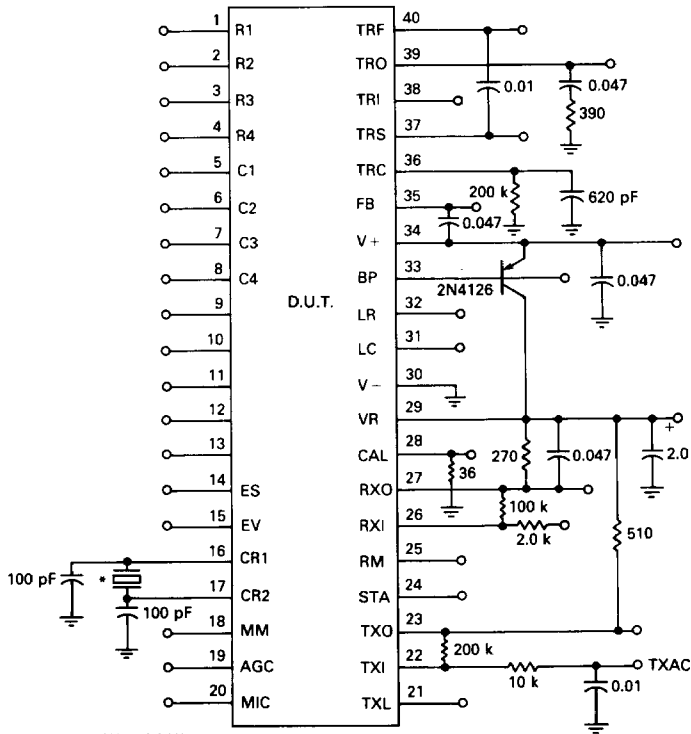 1 R1 TRF 40
2 R2 TRO 39
0.01
0.047
3 R3 TRI 38
390
4 R4 TRS 37
5 C1 TRC 36
200 k
620 pF
6 C2 FB 35
0.047
7 C3 V+ 34
8 C4 BP 33
2N4126
0.047
D.U.T.
9 LR 32
10 LC 31
11 V− 30
12 VR 29
+
13 CAL 28
270
0.047
2.0
36
14 ES RXO 27
100 k
15 EV RXI 26
2.0 k
510
16 CR1 RM 25
100 pF
*
17 CR2 STA 24
100 pF
18 MM TXO 23
200 k
19 AGC TXI 22
TXAC
10 k
0.01
20 MIC TXL 21